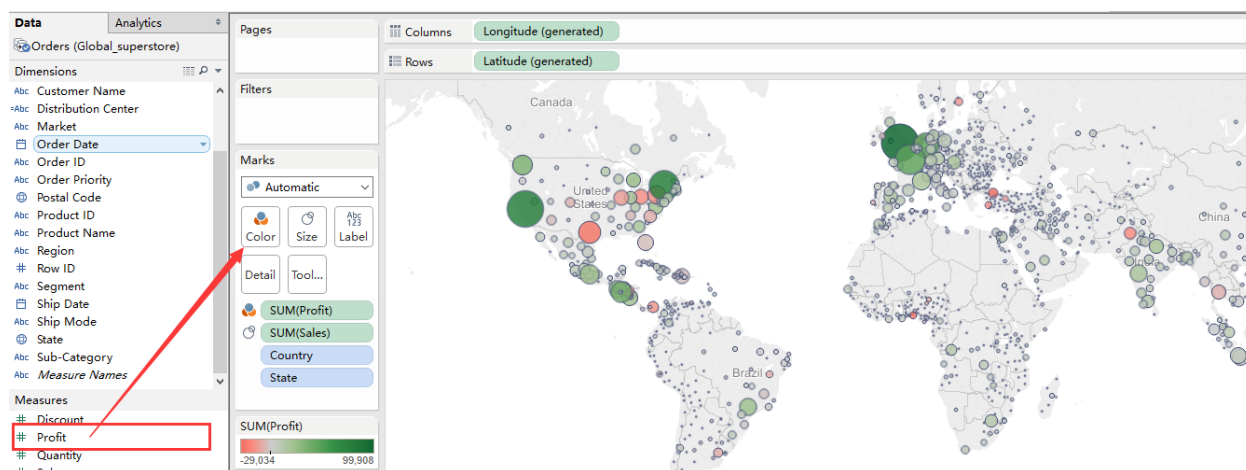 Data
Analytics
Orders (Global_superstore)
Dimensions
Abc Customer Name
=Abc Distribution Center
Abc Market
Order Date
Abc Order ID
Abc Order Priority
Postal Code
Abc Product ID
Abc Product Name
Abc Region
# Row ID
Abc Segment
Ship Date
Abc Ship Mode
State
Abc Sub-Category
Abc Measure Names
Measures
# Discount
# Profit
# Quantity
Pages
Filters
Marks
Automatic
Color
Size
Abc
123
Label
Detail
Tool...
SUM(Profit)
SUM(Sales)
Country
State
SUM(Profit)
-29,034
99,908
Columns
Longitude (generated)
Rows
Latitude (generated)
Canada
United
States
Brazil
China
India